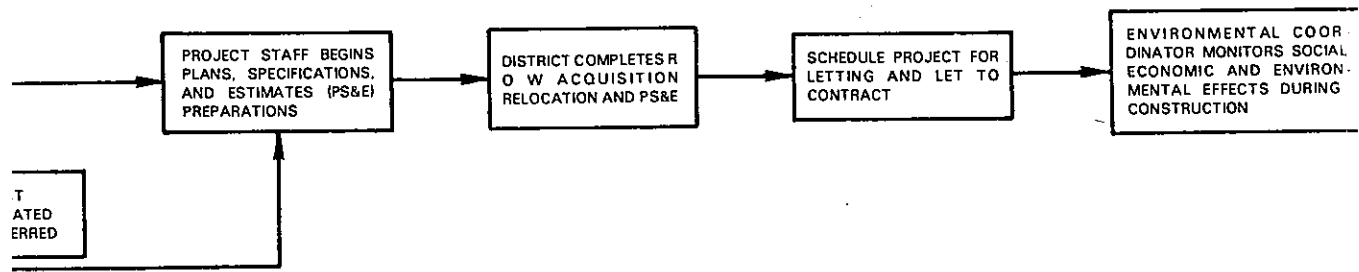 PROJECT STAFF BEGINS
PLANS, SPECIFICATIONS,
AND ESTIMATES (PS&E)
PREPARATIONS
DISTRICT COMPLETES R
O W ACQUISITION
RELOCATION AND PS&E
SCHEDULE PROJECT FOR
LETTING AND LET TO
CONTRACT
ENVIRONMENTAL COOR-
DINATOR MONITORS SOCIAL
ECONOMIC AND ENVIRON-
MENTAL EFFECTS DURING
CONSTRUCTION
T
ATED
ERRED